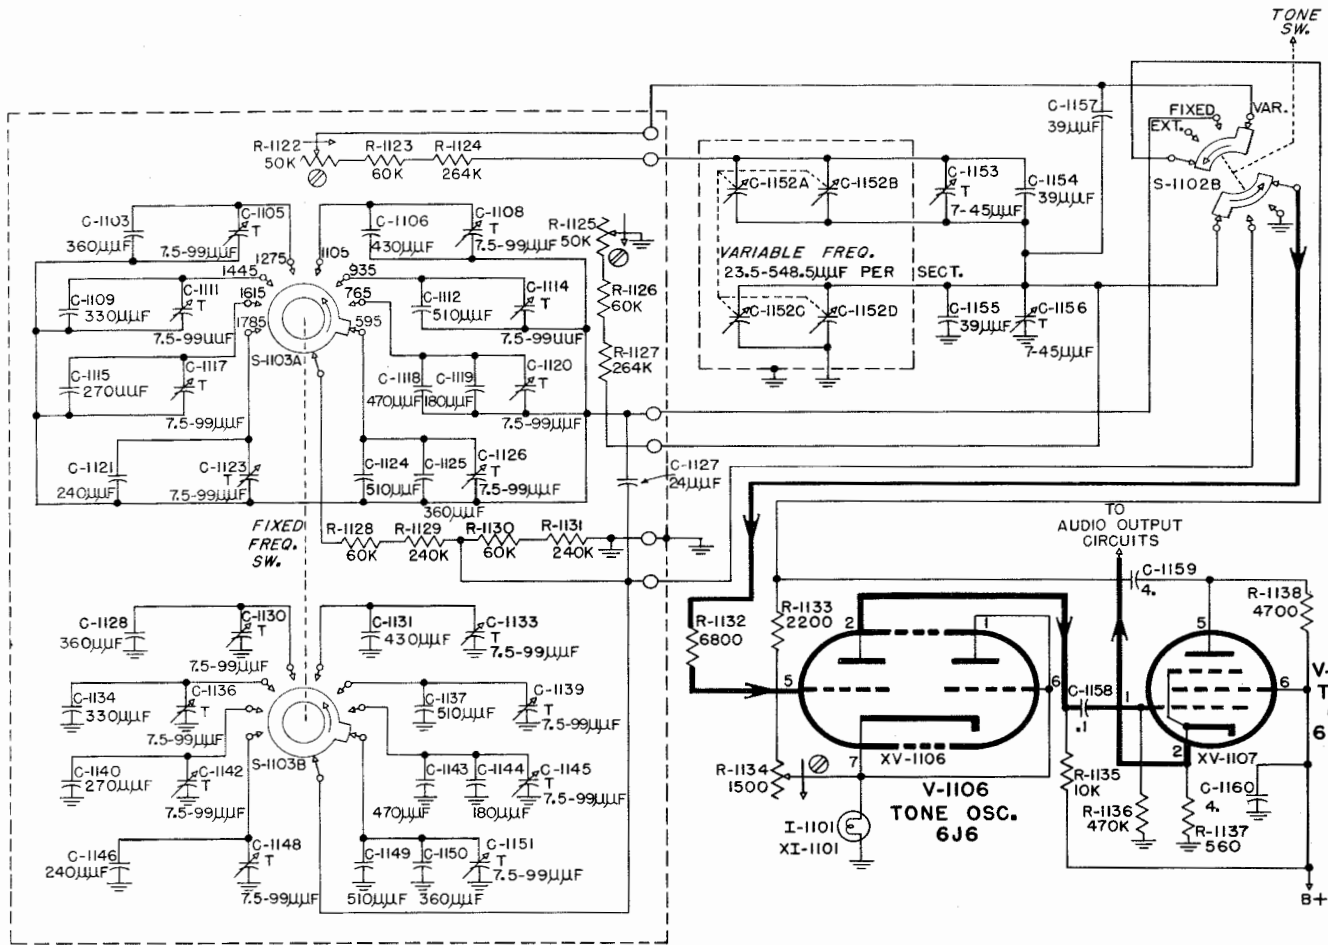 TONE
SW.
C-1157
39µµF
FIXED
VAR.
EXT.
S-1102B
R-1122
50K
R-1123
60K
R-1124
264K
C-1152A
C-1152B
C-1153
T
7-45µµF
C-1154
39µµF
VARIABLE FREQ.
23.5-548.5µµF PER SECT.
C-1152C
C-1152D
C-1155
39µµF
C-1156
T
7-45µµF
C-1103
360µµF
C-1105
T
7.5-99µµF
C-1106
430µµF
C-1108
T
7.5-99µµF
R-1125
50K
1105
1275
1445
1615
1785
935
765
595
C-1109
330µµF
C-1111
T
7.5-99µµF
C-1112
510µµF
C-1114
T
7.5-99µµF
R-1126
60K
S-1103A
R-1127
264K
C-1115
270µµF
C-1117
T
7.5-99µµF
C-1118
470µµF
C-1119
180µµF
C-1120
T
7.5-99µµF
C-1121
240µµF
C-1123
T
7.5-99µµF
C-1124
510µµF
C-1125
360µµF
C-1126
T
7.5-99µµF
C-1127
24µµF
FIXED
FREQ.
SW.
R-1128
60K
R-1129
240K
R-1130
60K
R-1131
240K
TO
AUDIO OUTPUT
CIRCUITS
C-1128
360µµF
C-1130
T
7.5-99µµF
C-1131
430µµF
C-1133
T
7.5-99µµF
C-1134
330µµF
C-1136
T
7.5-99µµF
C-1137
510µµF
C-1139
T
7.5-99µµF
S-1103B
C-1140
270µµF
C-1142
T
7.5-99µµF
C-1143
470µµF
C-1144
180µµF
C-1145
T
7.5-99µµF
C-1146
240µµF
C-1148
T
7.5-99µµF
C-1149
510µµF
C-1150
360µµF
C-1151
T
7.5-99µµF
R-1132
6800
R-1133
2200
2
1
5
6
7
XV-1106
V-1106
TONE OSC.
6J6
R-1134
1500
I-1101
XI-1101
C-1159
4.
R-1138
4700
5
C-1158
.1
1
6
2
XV-1107
V-
T
6
R-1135
10K
R-1136
470K
R-1137
560
C-1160
4.
B+